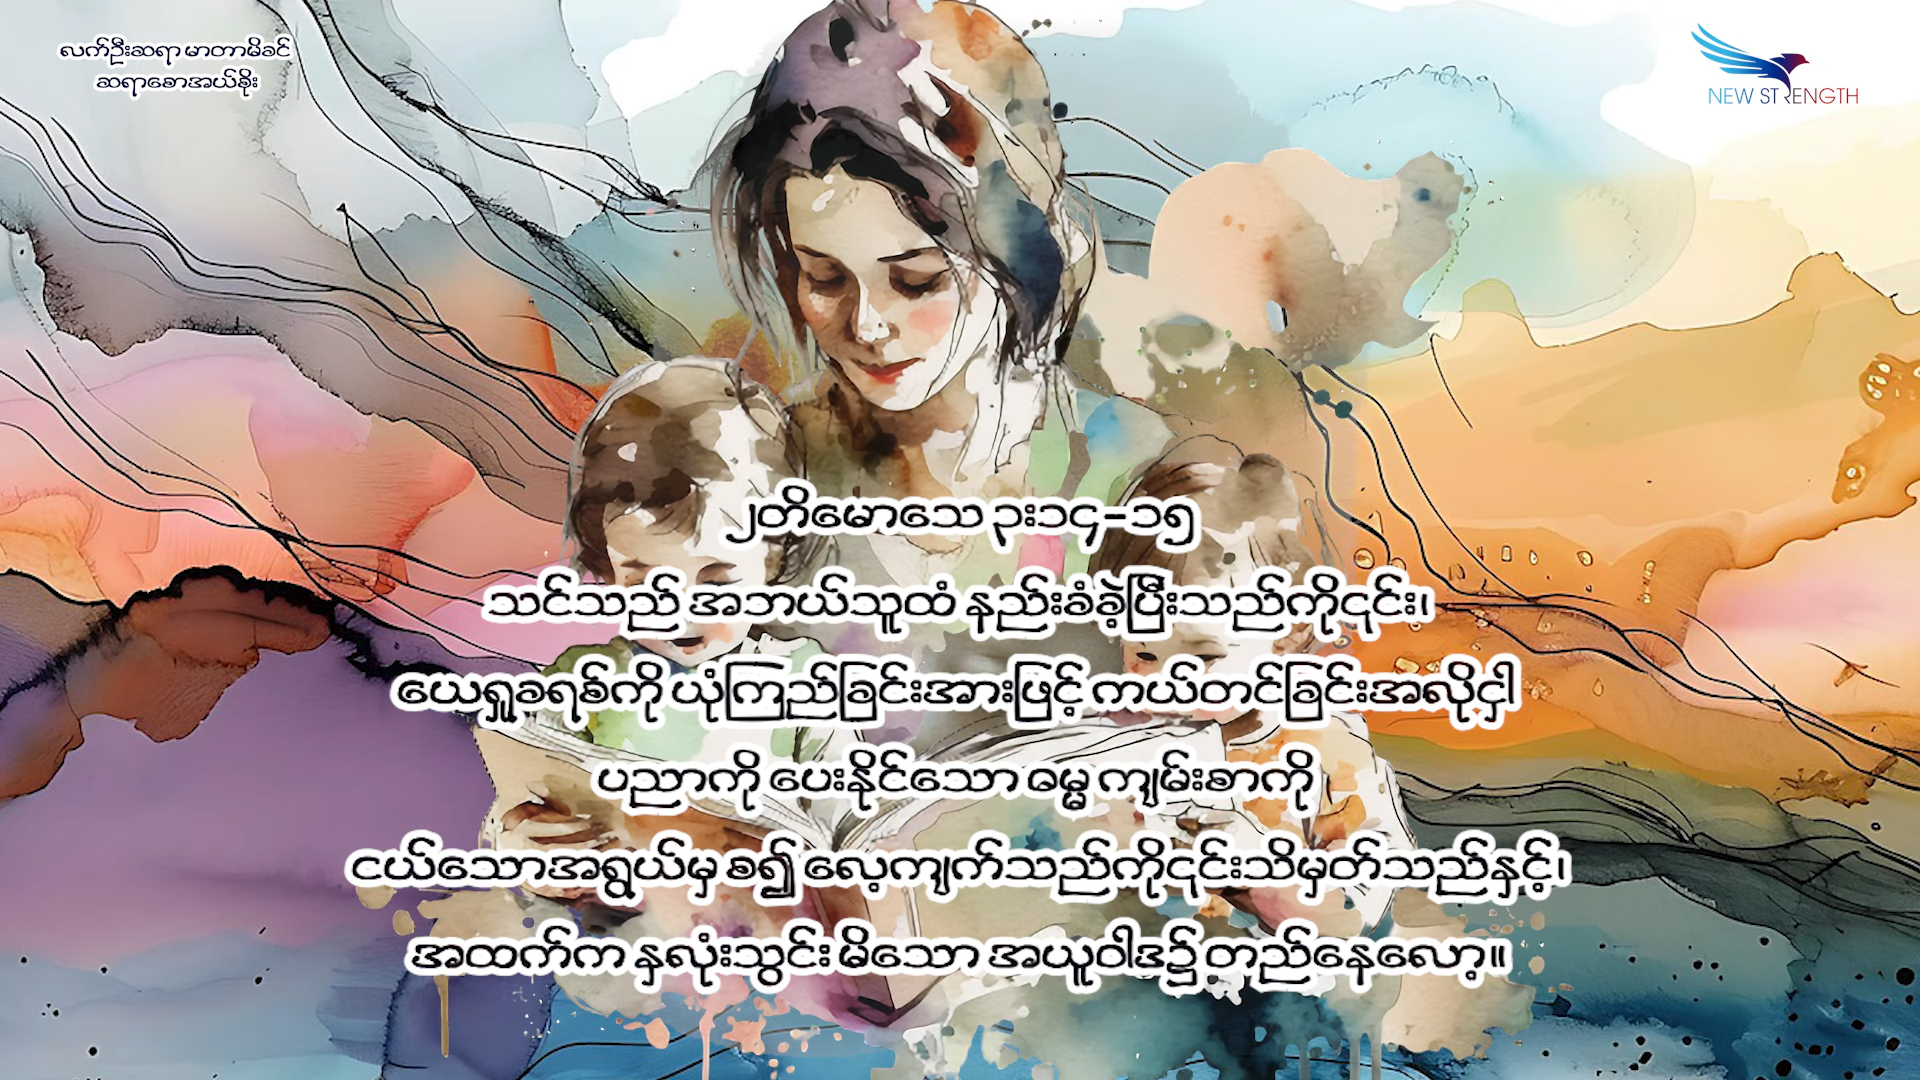 လက်ဦးဆရာ မာတာမိခင်
ဆရာစောအယ်ခိုး
NEW STRENGTH
၂တိမောသေ ၃း၁၄-၁၅
သင်သည် အဘယ်သူထံ နည်းခံခဲ့ပြီးသည်ကို၎င်း၊
ယေရှုခရစ်ကို ယုံကြည်ခြင်းအားဖြင့် ကယ်တင်ခြင်းအလိုငှါ
ပညာကို ပေးနိုင်သော ဓမ္မ ကျမ်းစာကို
ငယ်သောအရွယ်မှ စ၍ လေ့ကျက်သည်ကို၎င်းသိမှတ်သည်နှင့်၊
အထက်က နှလုံးသွင်း မိသော အယူဝါဒ၌ တည်နေလော့။